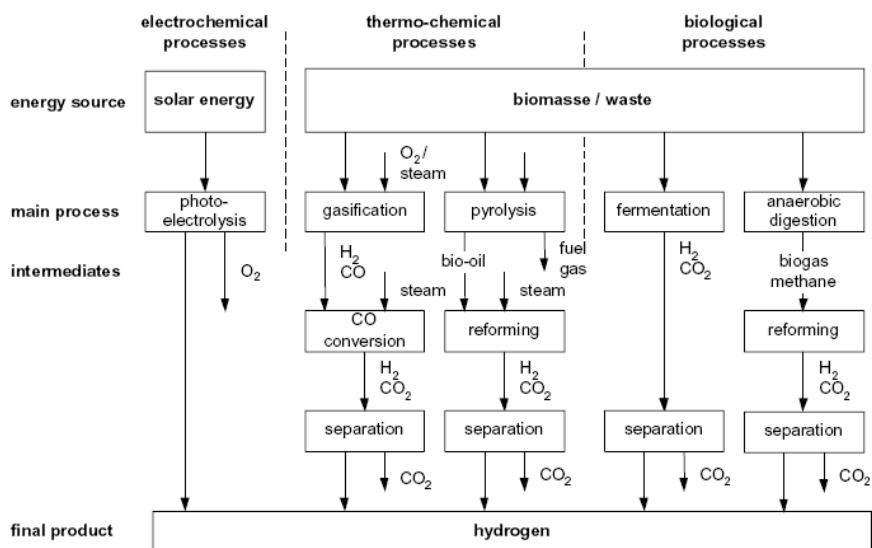 electrochemical processes
thermo-chemical processes
biological processes
energy source
solar energy
biomasse / waste
O2/
steam
main process
photo-
electrolysis
gasification
pyrolysis
fermentation
anaerobic
digestion
intermediates
O2
H2
CO
bio-oil
fuel
gas
H2
CO2
biogas
methane
steam
steam
CO
conversion
reforming
reforming
H2
CO2
H2
CO2
H2
CO2
separation
separation
separation
separation
CO2
CO2
CO2
CO2
final product
hydrogen